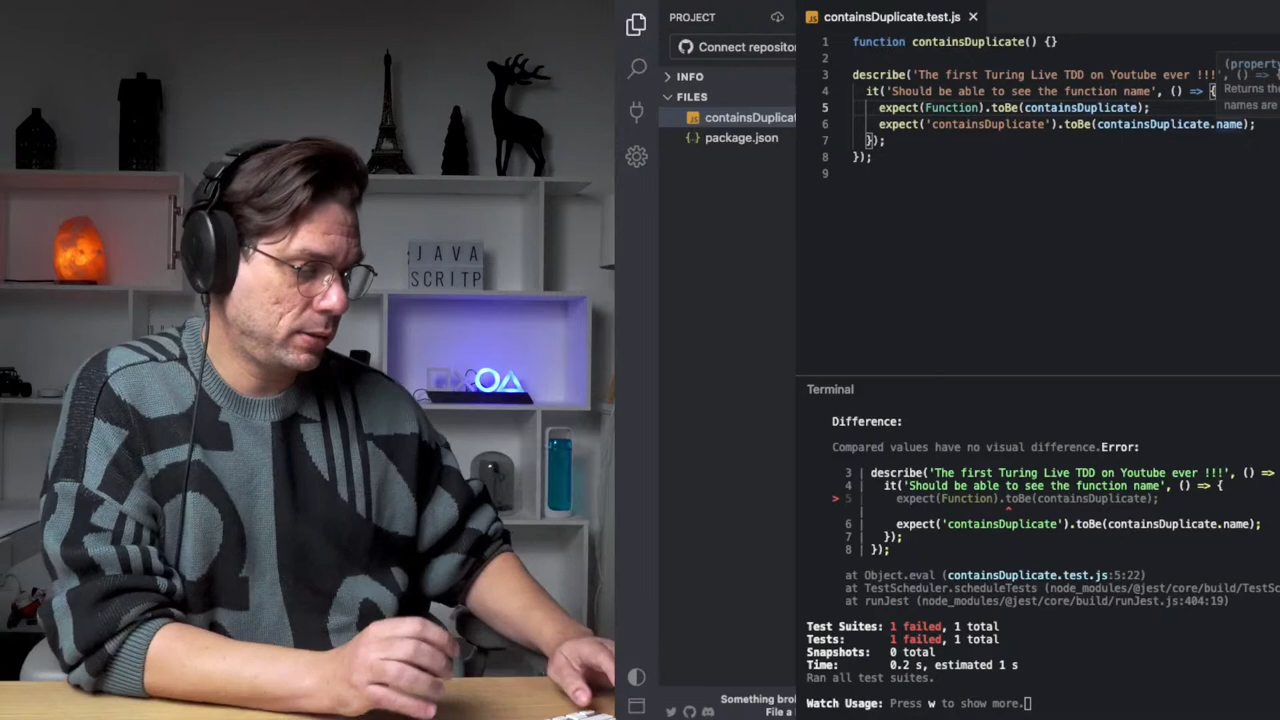 JAVA
SCRITP
PROJECT
Connect reposito
INFO
FILES
containsDuplicat
package.json
JS containsDuplicate.test.js
1 function containsDuplicate() {}
2
3 describe('The first Turing Live TDD on Youtube ever !!!', () =>
4 it('Should be able to see the function name', () => {
5 expect(Function).toBe(containsDuplicate);
6 expect('containsDuplicate').toBe(containsDuplicate.name);
7 });
8 });
9
(property
Returns the
names are
Terminal
Difference:
Compared values have no visual difference.Error:
3 | describe('The first Turing Live TDD on Youtube ever !!!', () =>
4 | it('Should be able to see the function name', () => {
> 5 | expect(Function).toBe(containsDuplicate);
| ^
6 | expect('containsDuplicate').toBe(containsDuplicate.name);
7 | });
8 | });
at Object.eval (containsDuplicate.test.js:5:22)
at TestScheduler.scheduleTests (node_modules/@jest/core/build/TestSc
at runJest (node_modules/@jest/core/build/runJest.js:404:19)
Test Suites: 1 failed, 1 total
Tests: 1 failed, 1 total
Snapshots: 0 total
Time: 0.2 s, estimated 1 s
Ran all test suites.
Watch Usage: Press w to show more.
Something bro
File a